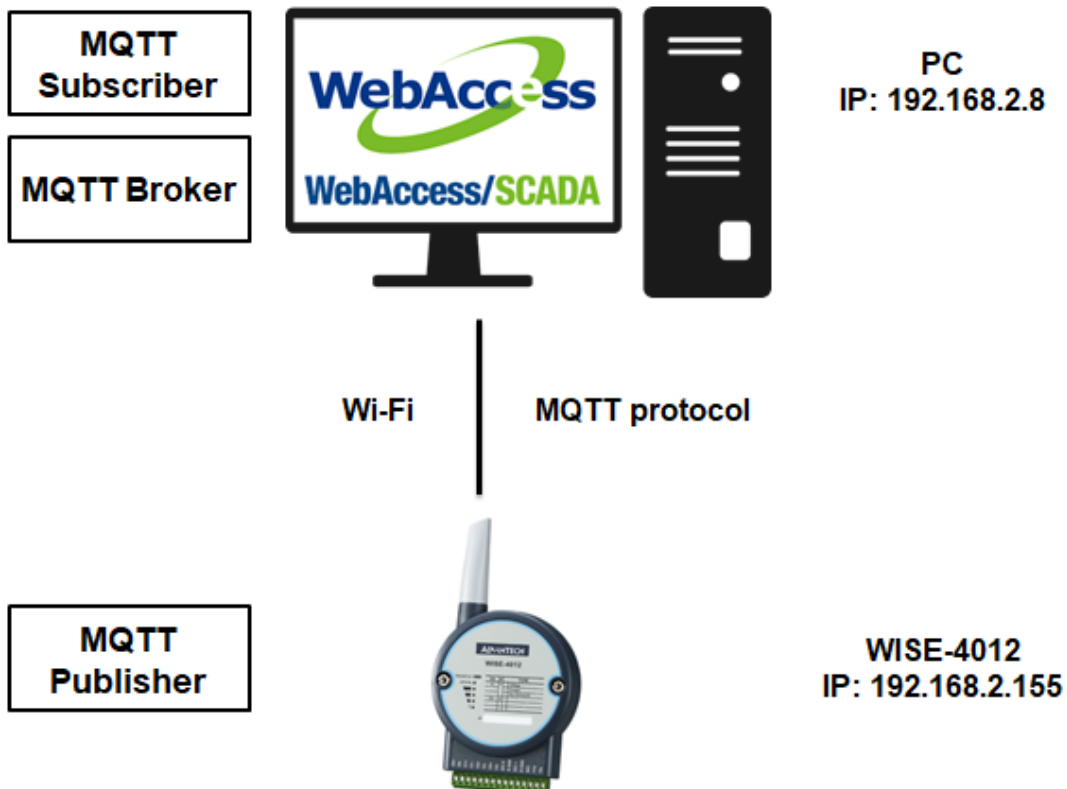 MQTT
Subscriber
MQTT Broker
WebAccess
WebAccess/SCADA
PC
IP: 192.168.2.8
Wi-Fi
MQTT protocol
MQTT
Publisher
ADVANTECH
WISE-4012
WISE-4012
IP: 192.168.2.155